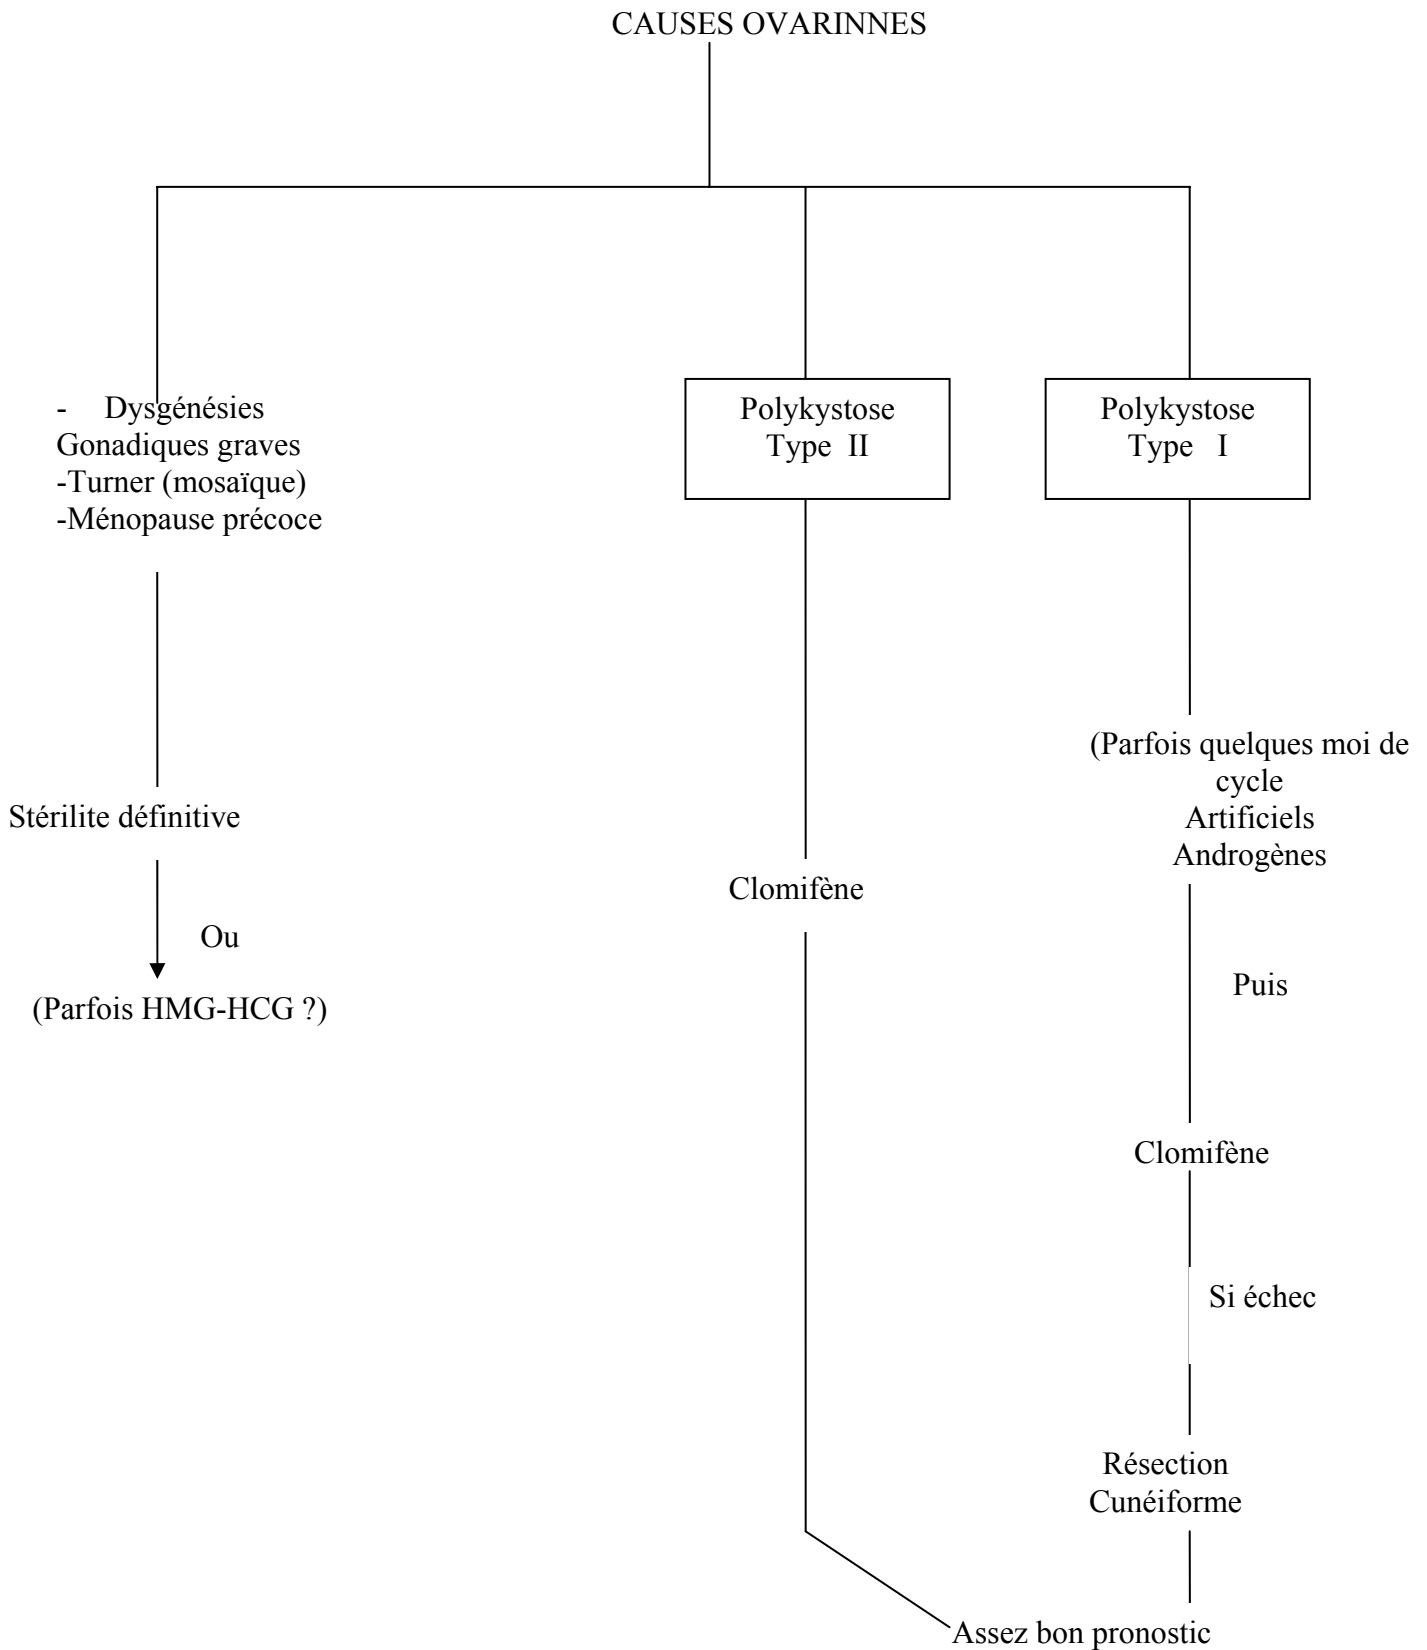 CAUSES OVARINNES
- Dysgénésies
Gonadiques graves
-Turner (mosaïque)
-Ménopause précoce
Stérilite définitive
Ou
(Parfois HMG-HCG ?)
Polykystose
Type II
Clomifène
Polykystose
Type I
(Parfois quelques moi de
cycle
Artificiels
Androgènes
Puis
Clomifène
Si échec
Résection
Cunéiforme
Assez bon pronostic